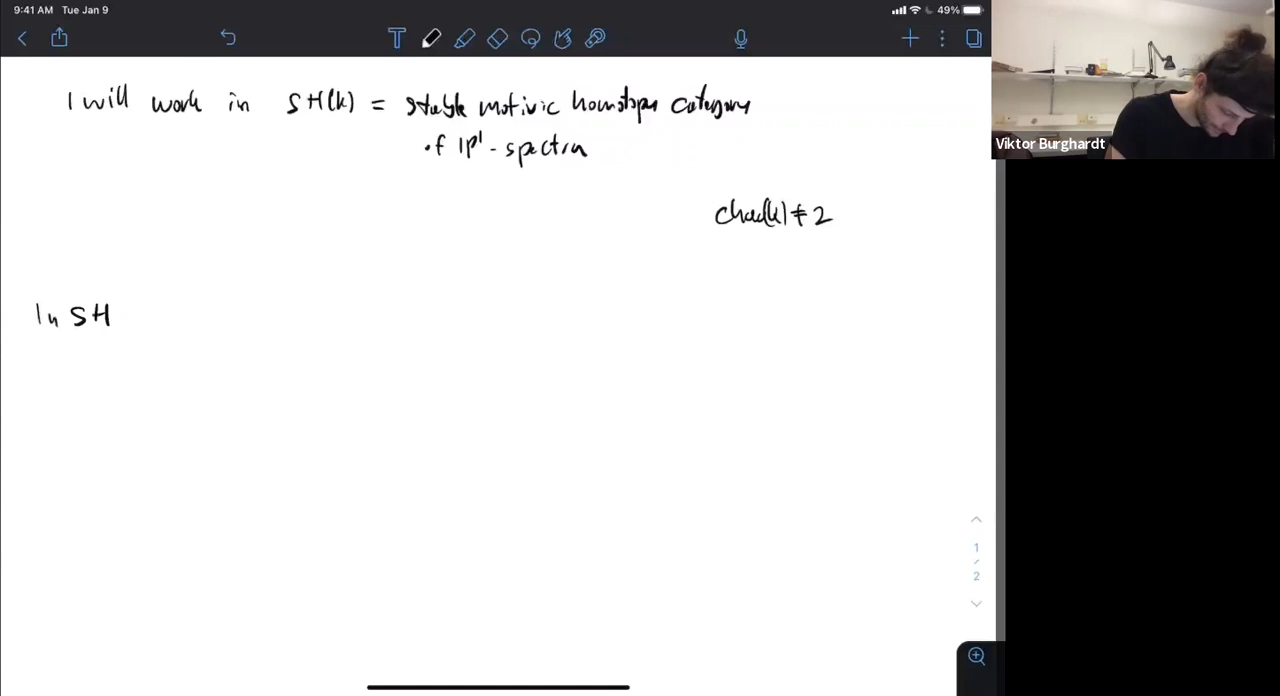 9:41 AM Tue Jan 9
49%
I will work in SH(k) = stable motivic homotopy category
of P¹-spectra
Viktor Burghardt
char(k) ≠ 2
In SH
1
2